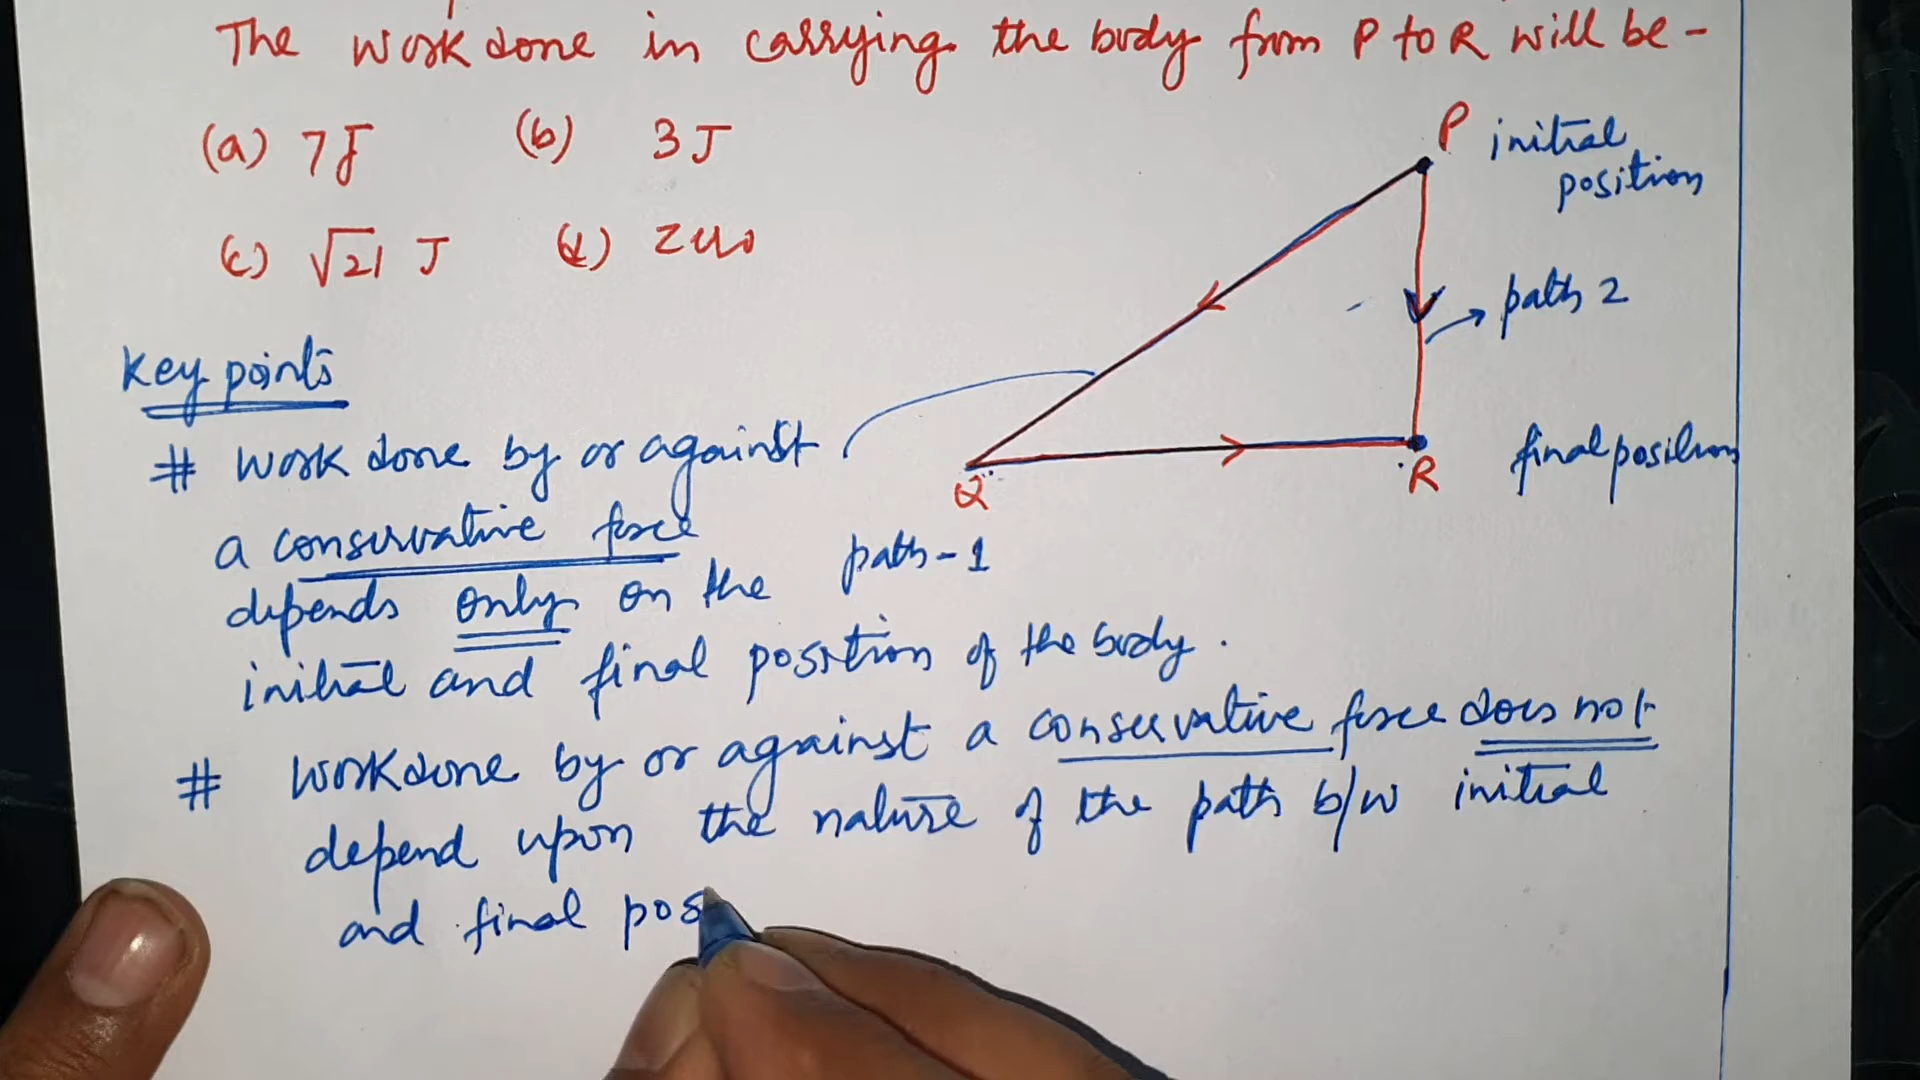 The work done in carrying the body from P to R will be -
(a) 7J (b) 3 J
(c) √21 J (d) zero
P initial position
path 2
Q
R final position
path - 1
Key points
# work done by or against
a conservative force
depends only on the
initial and final position of the body.
# work done by or against a conservative force does not
depend upon the nature of the path b/w initial
and final pos